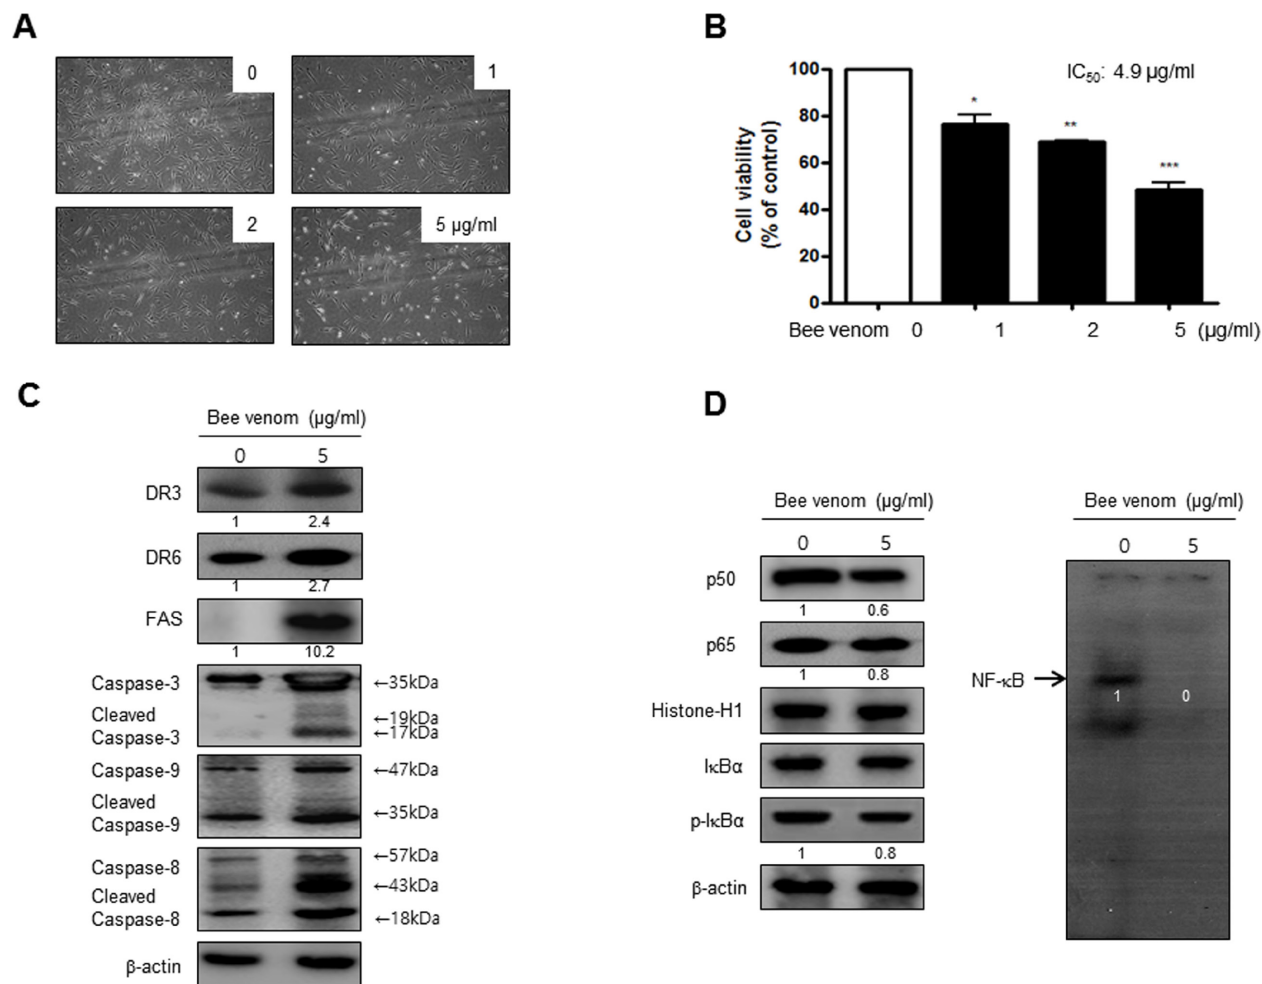 A
0
1
2
5 µg/ml
B
IC50: 4.9 µg/ml
Cell viability
(% of control)
100
80
60
40
20
0
*
**
***
Bee venom 0 1 2 5 (µg/ml)
C
Bee venom (µg/ml)
0 5
DR3
1 2.4
DR6
1 2.7
FAS
1 10.2
Caspase-3 ←35kDa
Cleaved ←19kDa
Caspase-3 ←17kDa
Caspase-9 ←47kDa
Cleaved ←35kDa
Caspase-9
←57kDa
Caspase-8
←43kDa
Cleaved
Caspase-8 ←18kDa
β-actin
D
Bee venom (µg/ml)
0 5
p50
1 0.6
p65
1 0.8
Histone-H1
IκBα
p-IκBα
1 0.8
β-actin
Bee venom (µg/ml)
0 5
NF-κB →
1 0